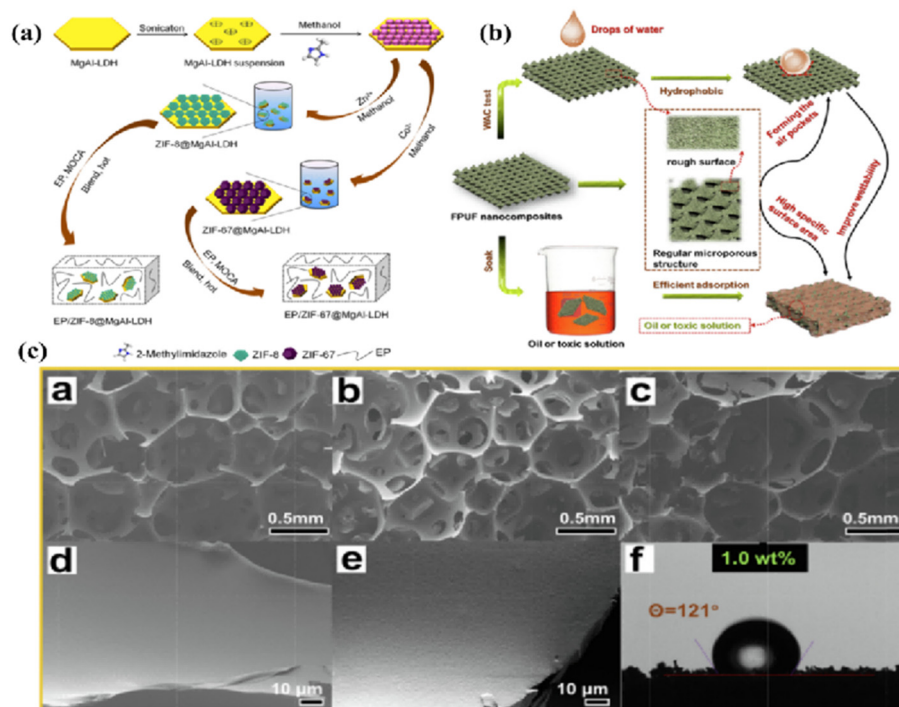 (a)
MgAl-LDH
Sonicaton
MgAl-LDH suspension
Methanol
Zn²⁺
Methanol
Co²⁺
Methanol
ZIF-8@MgAl-LDH
EP, MOCA
Blend, hot
ZIF-67@MgAl-LDH
EP, MOCA
Blend, hot
EP/ZIF-8@MgAl-LDH
EP/ZIF-67@MgAl-LDH
2-Methylimidazole ZIF-8 ZIF-67 EP
(b)
Drops of water
WAC test
Hydrophobic
Forming the
air pockets
rough surface
FPUF nanocomposites
Regular microporous
structure
High specific
surface area
Improve wettability
Soak
Efficient adsorption
Oil or toxic solution
Oil or toxic solution
(c)
a
0.5mm
b
0.5mm
c
0.5mm
d
10 μm
e
10 μm
f
1.0 wt%
Θ=121°